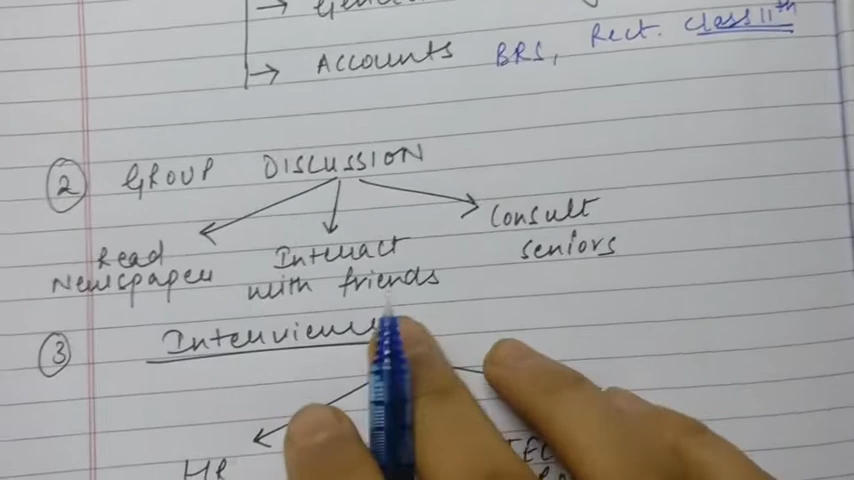 → Accounts BRS, Rect. class 11th
② GROUP DISCUSSION
Read Newspaper
Interact with friends
Consult seniors
③ Interview
HR